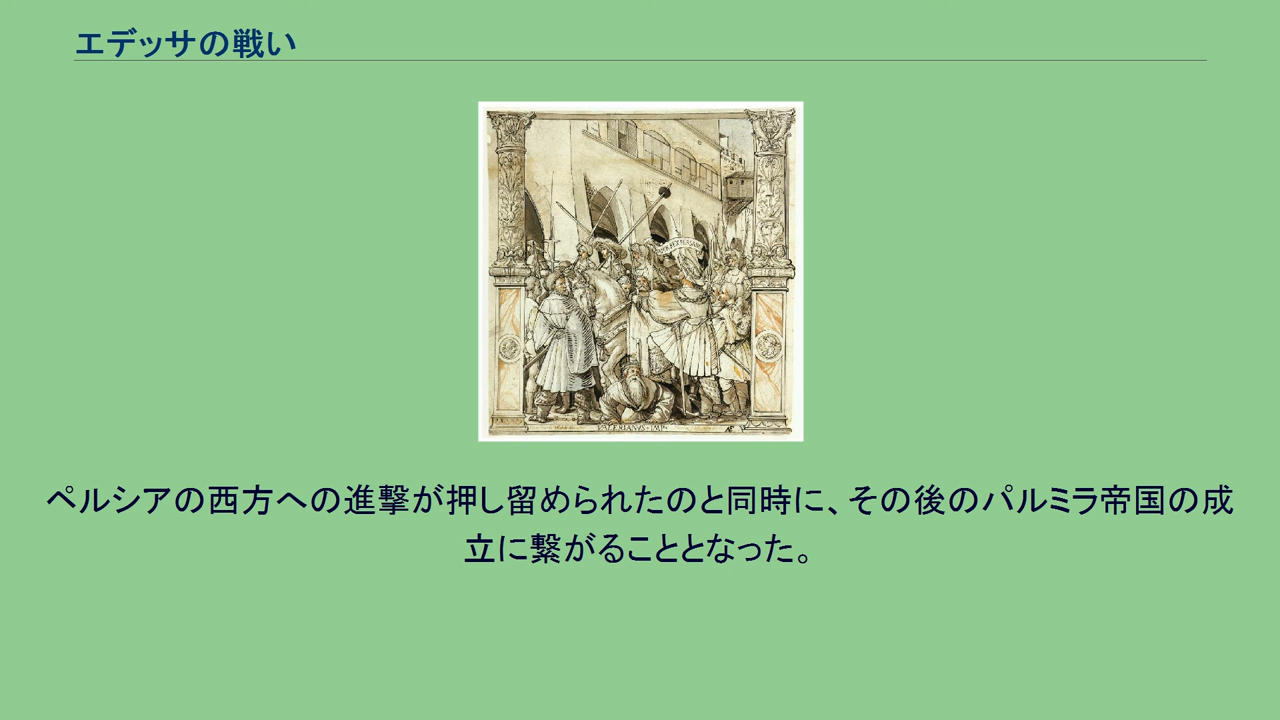 エデッサの戦い
ペルシアの西方への進撃が押し留められたのと同時に、その後のパルミラ帝国の成
立に繋がることとなった。